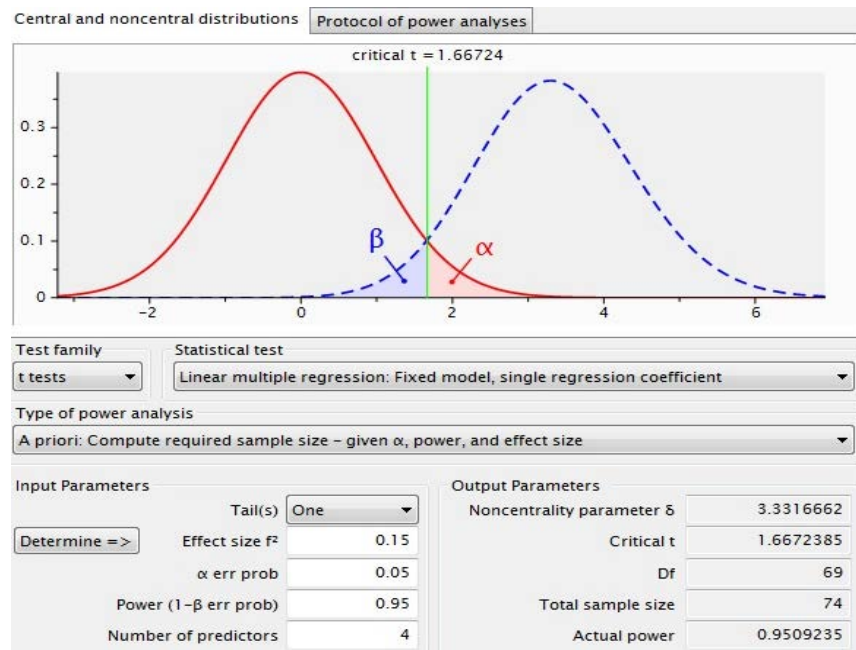 Central and noncentral distributions Protocol of power analyses
critical t = 1.66724
0.3
0.2
0.1
0
β
α
-2 0 2 4 6
Test family Statistical test
t tests Linear multiple regression: Fixed model, single regression coefficient
Type of power analysis
A priori: Compute required sample size – given α, power, and effect size
Input Parameters Output Parameters
Tail(s) One Noncentrality parameter δ 3.3316662
Determine => Effect size f² 0.15 Critical t 1.6672385
α err prob 0.05 Df 69
Power (1-β err prob) 0.95 Total sample size 74
Number of predictors 4 Actual power 0.9509235